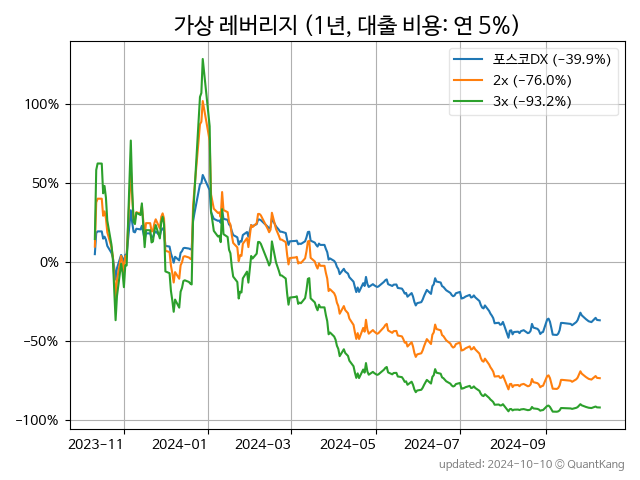 가상 레버리지 (1년, 대출 비용: 연 5%)
포스코DX (−39.9%)
2x (−76.0%)
3x (−93.2%)
100%
50%
0%
−50%
−100%
2023−11 2024−01 2024−03 2024−05 2024−07 2024−09
updated: 2024-10-10 © QuantKang